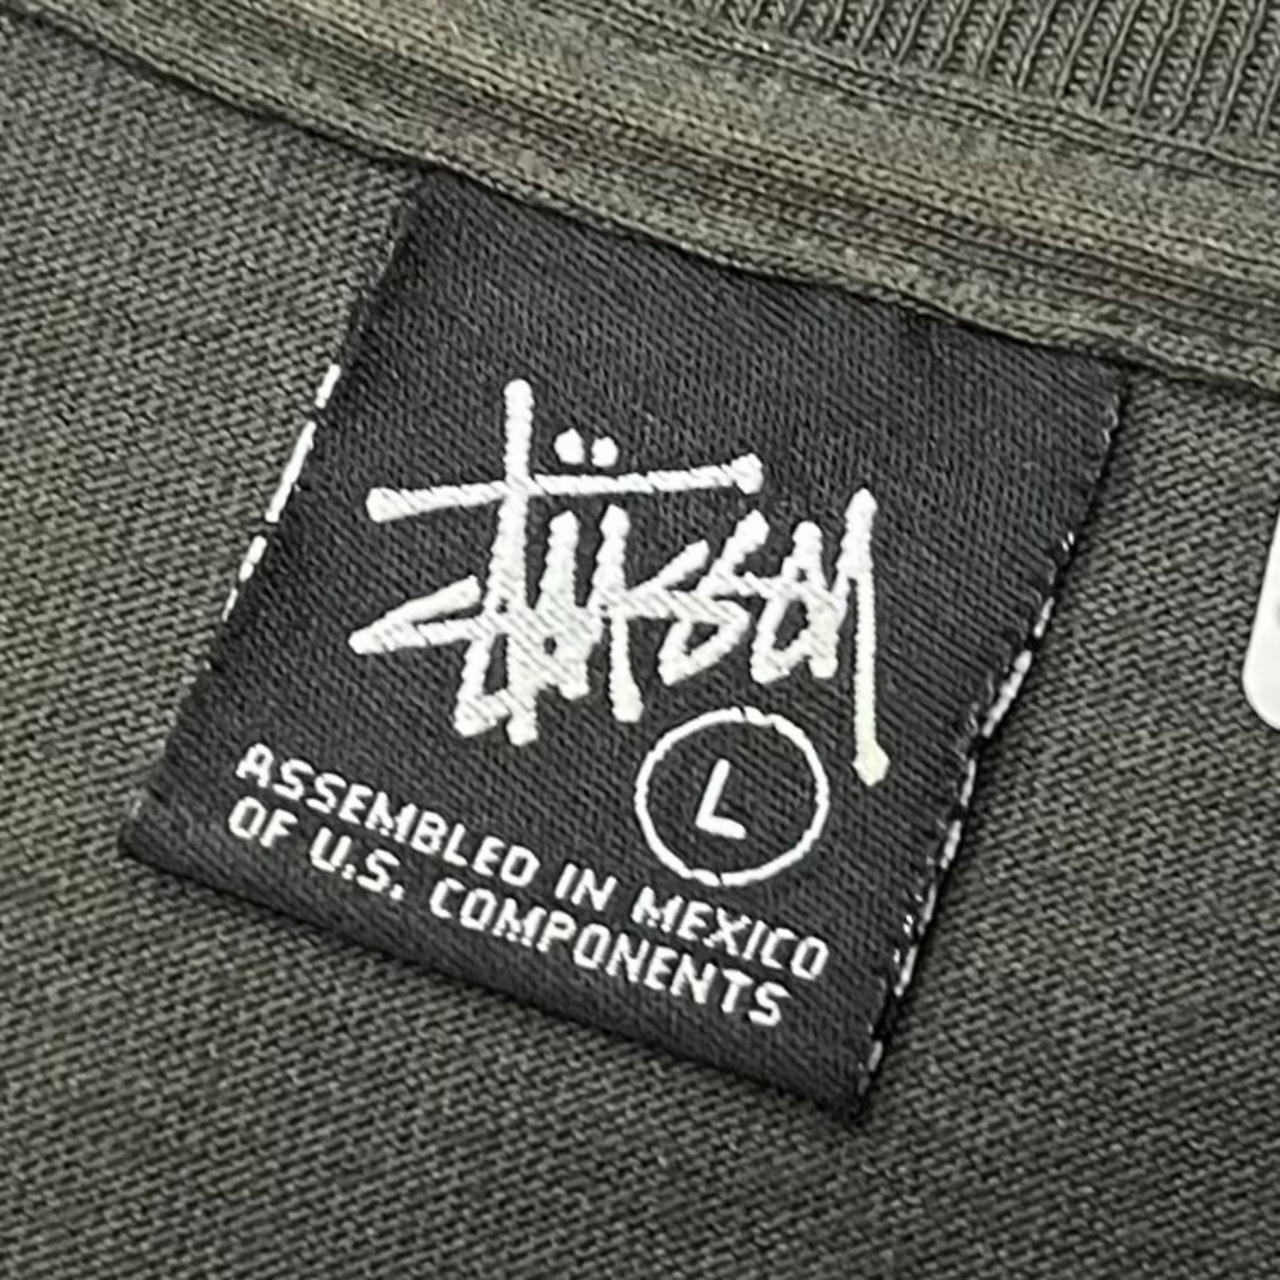 Stüssy
L
ASSEMBLED IN MEXICO
OF U.S. COMPONENTS